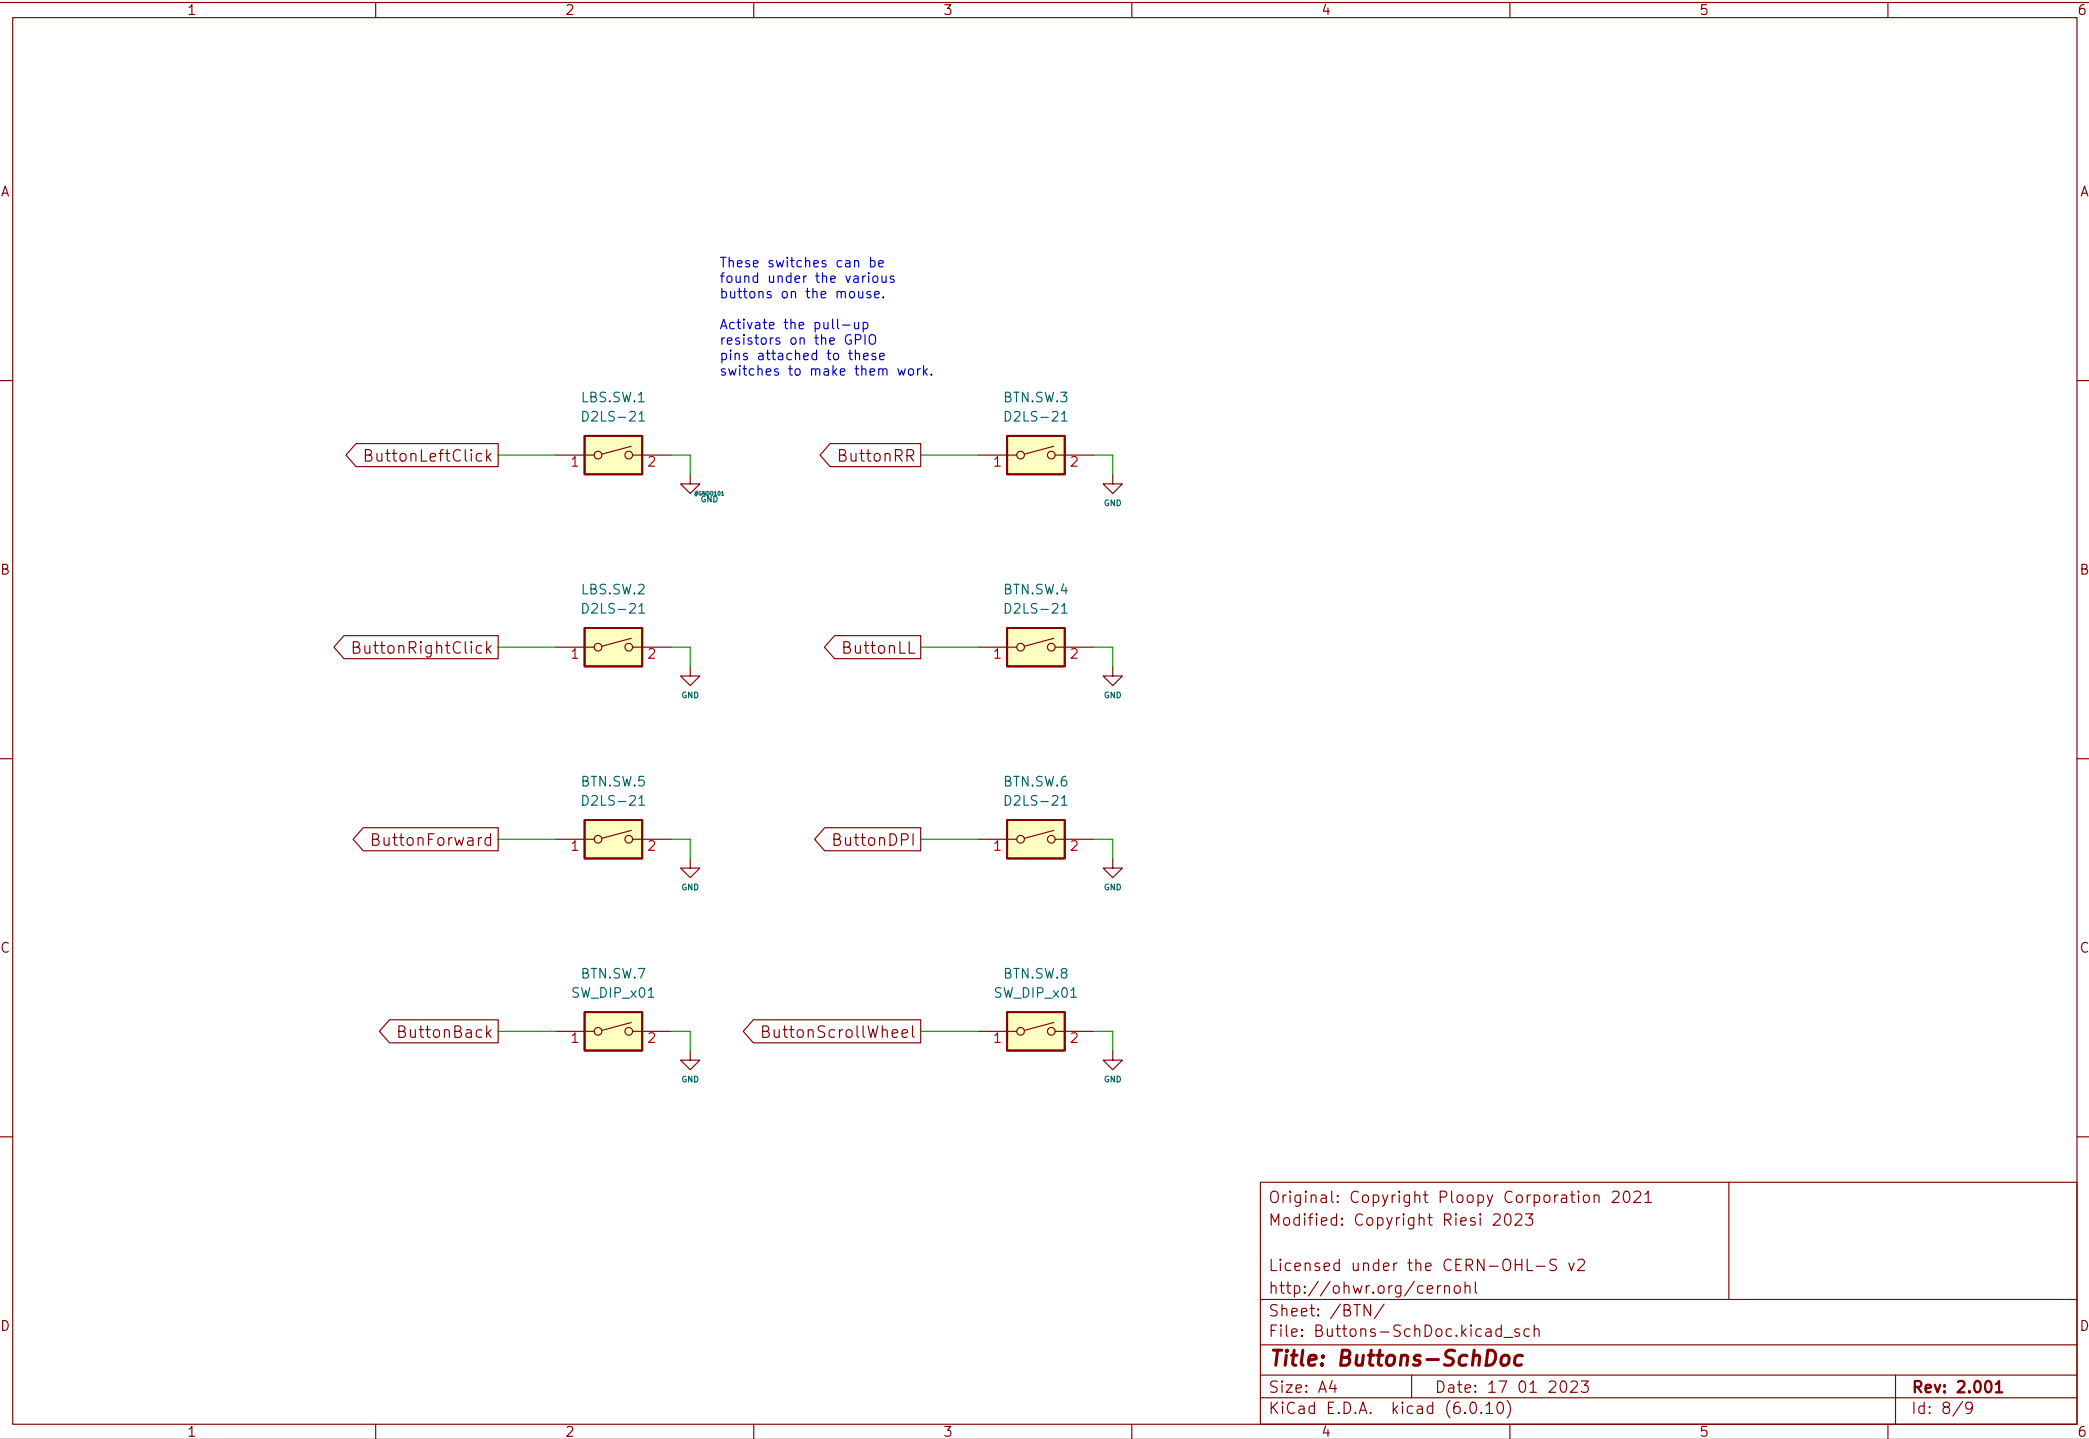 1 2 3 4 5 6
A A
These switches can be
found under the various
buttons on the mouse.
Activate the pull-up
resistors on the GPIO
pins attached to these
switches to make them work.
LBS.SW.1
D2LS-21
ButtonLeftClick
1 2
#GND0101
GND
BTN.SW.3
D2LS-21
ButtonRR
1 2
GND
B B
LBS.SW.2
D2LS-21
ButtonRightClick
1 2
GND
BTN.SW.4
D2LS-21
ButtonLL
1 2
GND
BTN.SW.5
D2LS-21
ButtonForward
1 2
GND
BTN.SW.6
D2LS-21
ButtonDPI
1 2
GND
C C
BTN.SW.7
SW_DIP_x01
ButtonBack
1 2
GND
BTN.SW.8
SW_DIP_x01
ButtonScrollWheel
1 2
GND
D D
Original: Copyright Ploopy Corporation 2021
Modified: Copyright Riesi 2023
Licensed under the CERN-OHL-S v2
http://ohwr.org/cernohl
Sheet: /BTN/
File: Buttons-SchDoc.kicad_sch
Title: Buttons-SchDoc
Size: A4 Date: 17 01 2023 Rev: 2.001
KiCad E.D.A. kicad (6.0.10) Id: 8/9
1 2 3 4 5 6